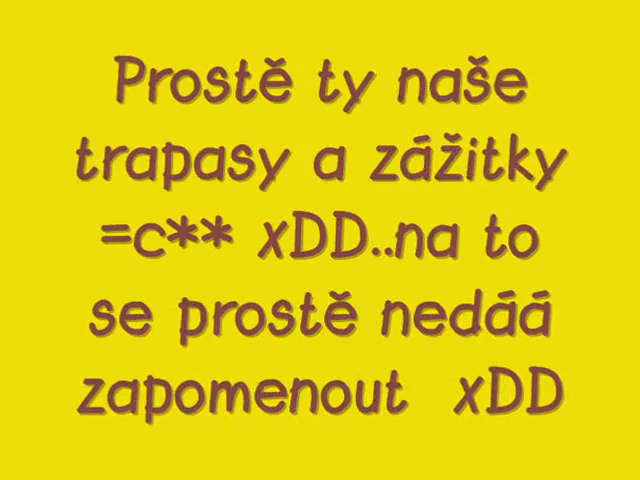 Prostě ty naše
trapasy a zážitky
=c** xDD..na to
se prostě nedáá
zapomenout xDD